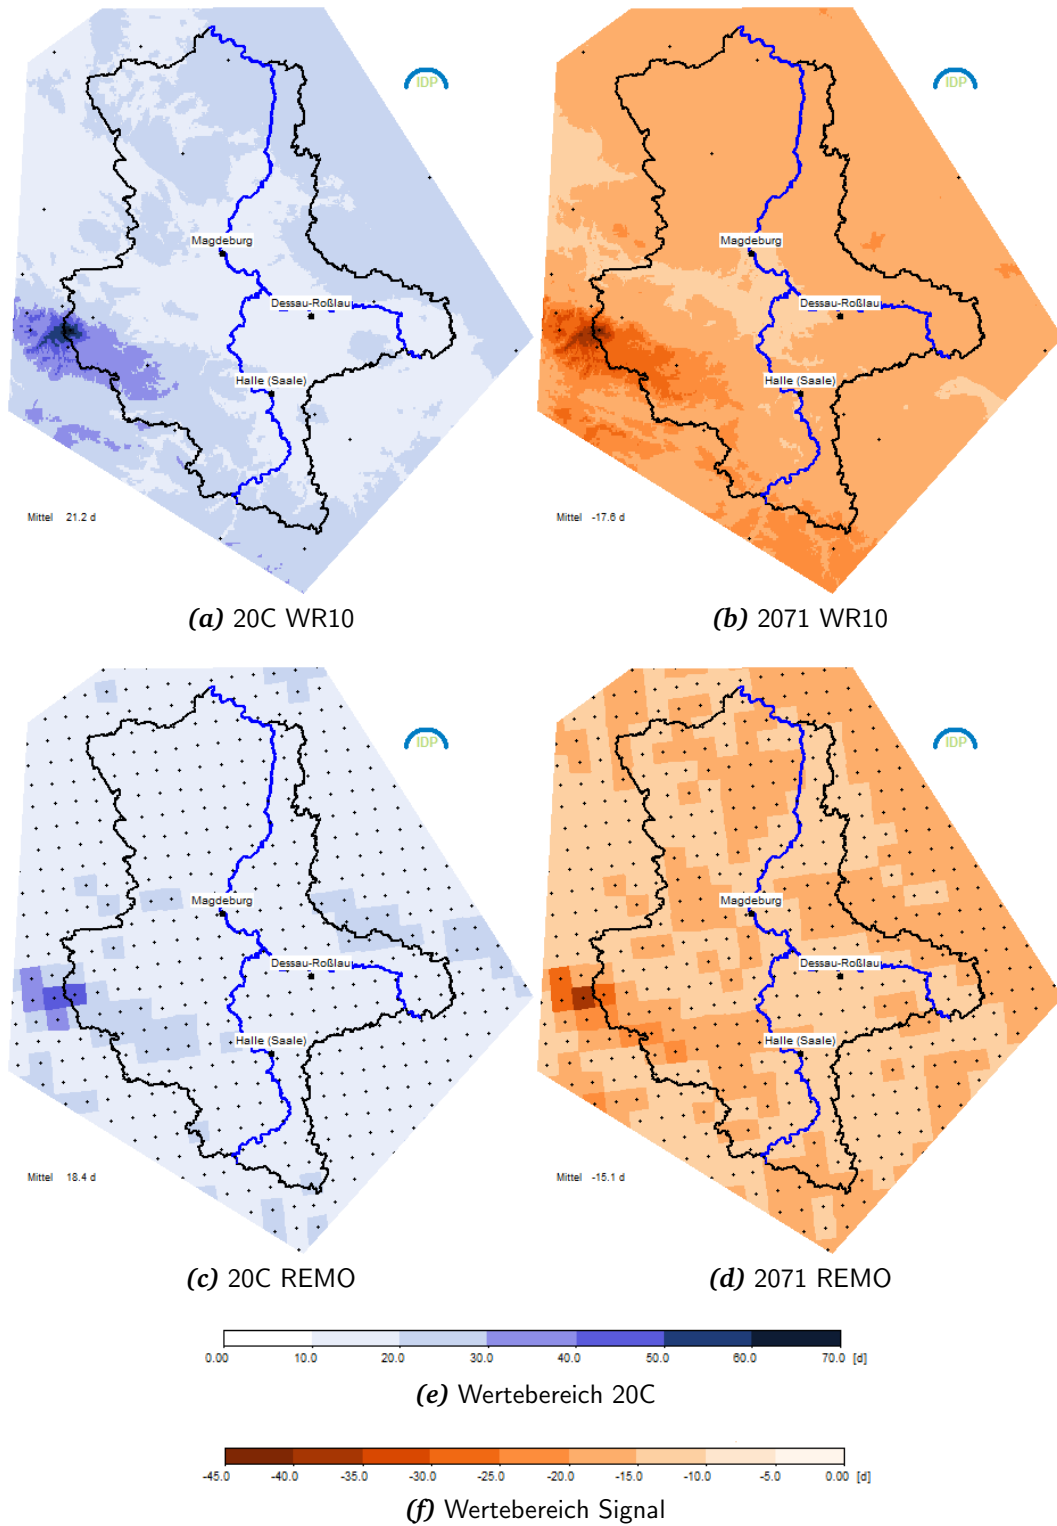 IDP
IDP
Magdeburg
Magdeburg
Dessau-Roßlau
Dessau-Roßlau
Halle (Saale)
Halle (Saale)
Mittel 21.2 d
Mittel -17.6 d
(a) 20C WR10
(b) 2071 WR10
IDP
IDP
Magdeburg
Magdeburg
Dessau-Roßlau
Dessau-Roßlau
Halle (Saale)
Halle (Saale)
Mittel 18.4 d
Mittel -15.1 d
(c) 20C REMO
(d) 2071 REMO
0.00 10.0 20.0 30.0 40.0 50.0 60.0 70.0 [d]
(e) Wertebereich 20C
-45.0 -40.0 -35.0 -30.0 -25.0 -20.0 -15.0 -10.0 -5.0 0.00 [d]
(f) Wertebereich Signal